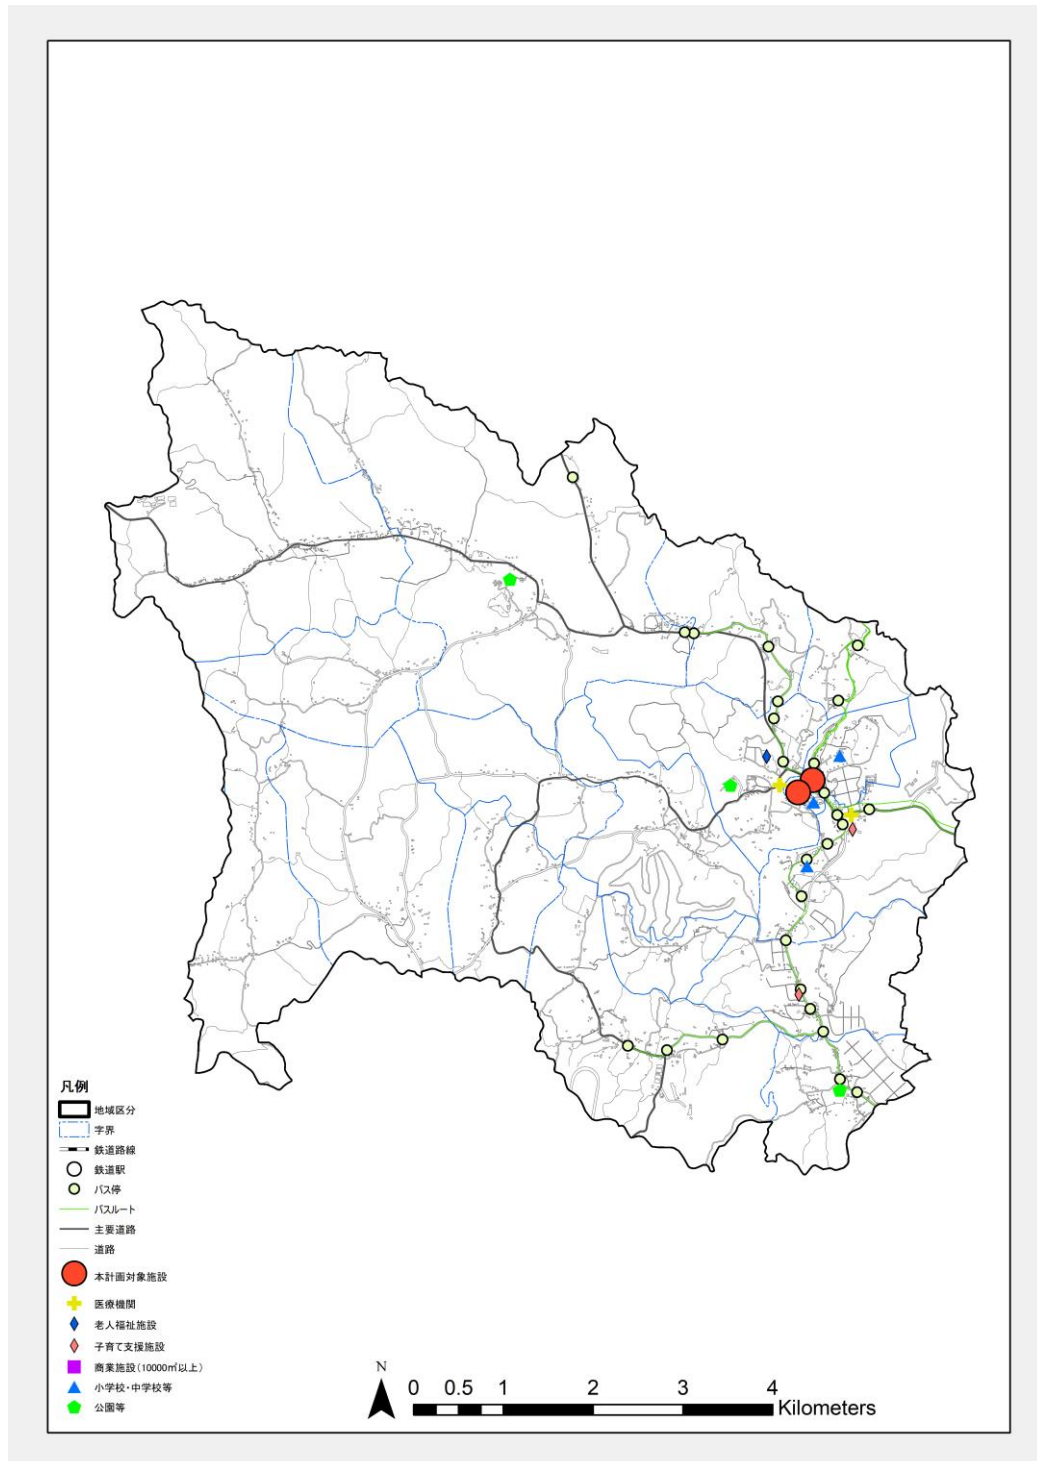 凡例
地域区分
字界
鉄道路線
鉄道駅
バス停
バスルート
主要道路
道路
本計画対象施設
医療機関
老人福祉施設
子育て支援施設
商業施設(10000㎡以上)
小学校・中学校等
公園等
N
0 0.5 1 2 3 4
Kilometers